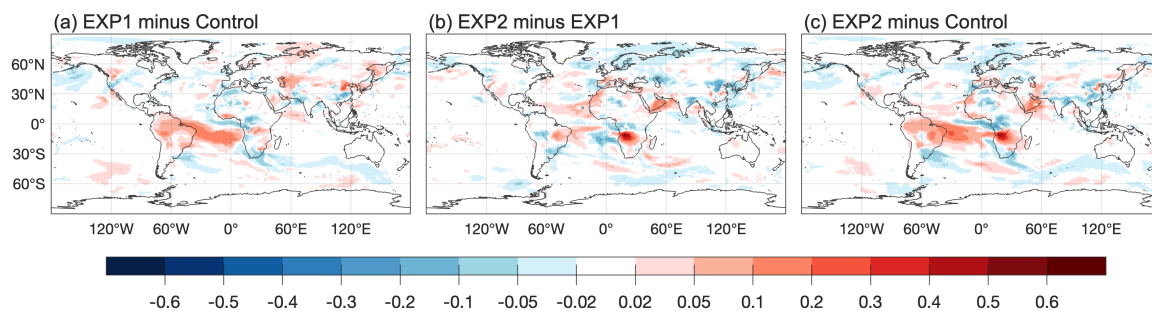 (a) EXP1 minus Control
(b) EXP2 minus EXP1
(c) EXP2 minus Control
60°N
30°N
0°
30°S
60°S
120°W 60°W 0° 60°E 120°E
120°W 60°W 0° 60°E 120°E
120°W 60°W 0° 60°E 120°E
-0.6 -0.5 -0.4 -0.3 -0.2 -0.1 -0.05 -0.02 0.02 0.05 0.1 0.2 0.3 0.4 0.5 0.6